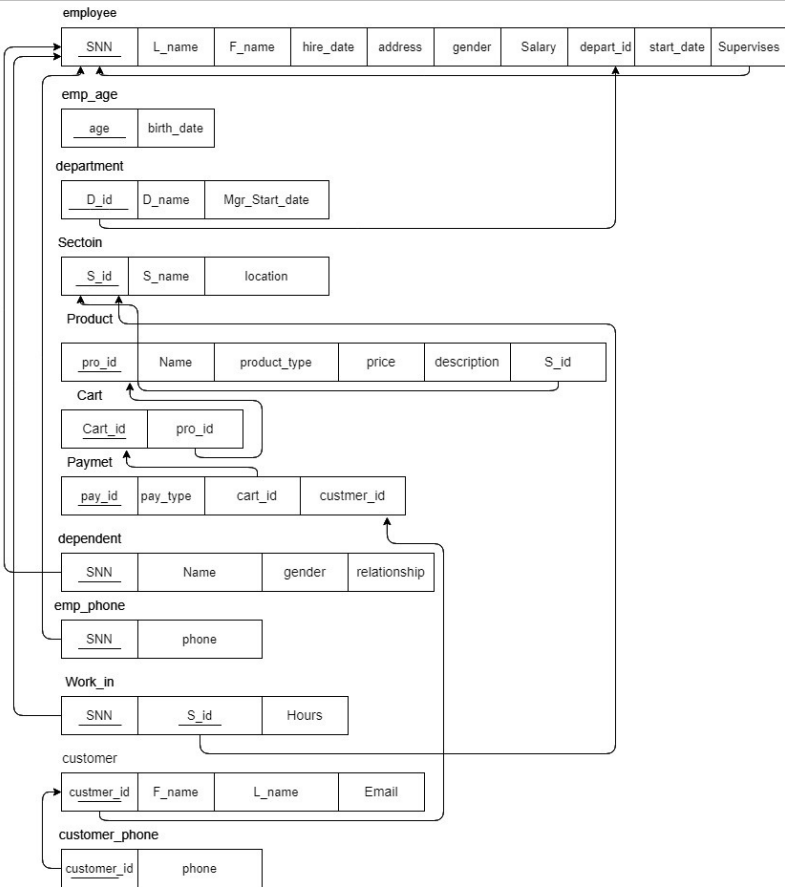 employee
SNN L_name F_name hire_date address gender Salary depart_id start_date Supervises
emp_age
age birth_date
department
D_id D_name Mgr_Start_date
Sectoin
S_id S_name location
Product
pro_id Name product_type price description S_id
Cart
Cart_id pro_id
Paymet
pay_id pay_type cart_id custmer_id
dependent
SNN Name gender relationship
emp_phone
SNN phone
Work_in
SNN S_id Hours
customer
custmer_id F_name L_name Email
customer_phone
customer_id phone